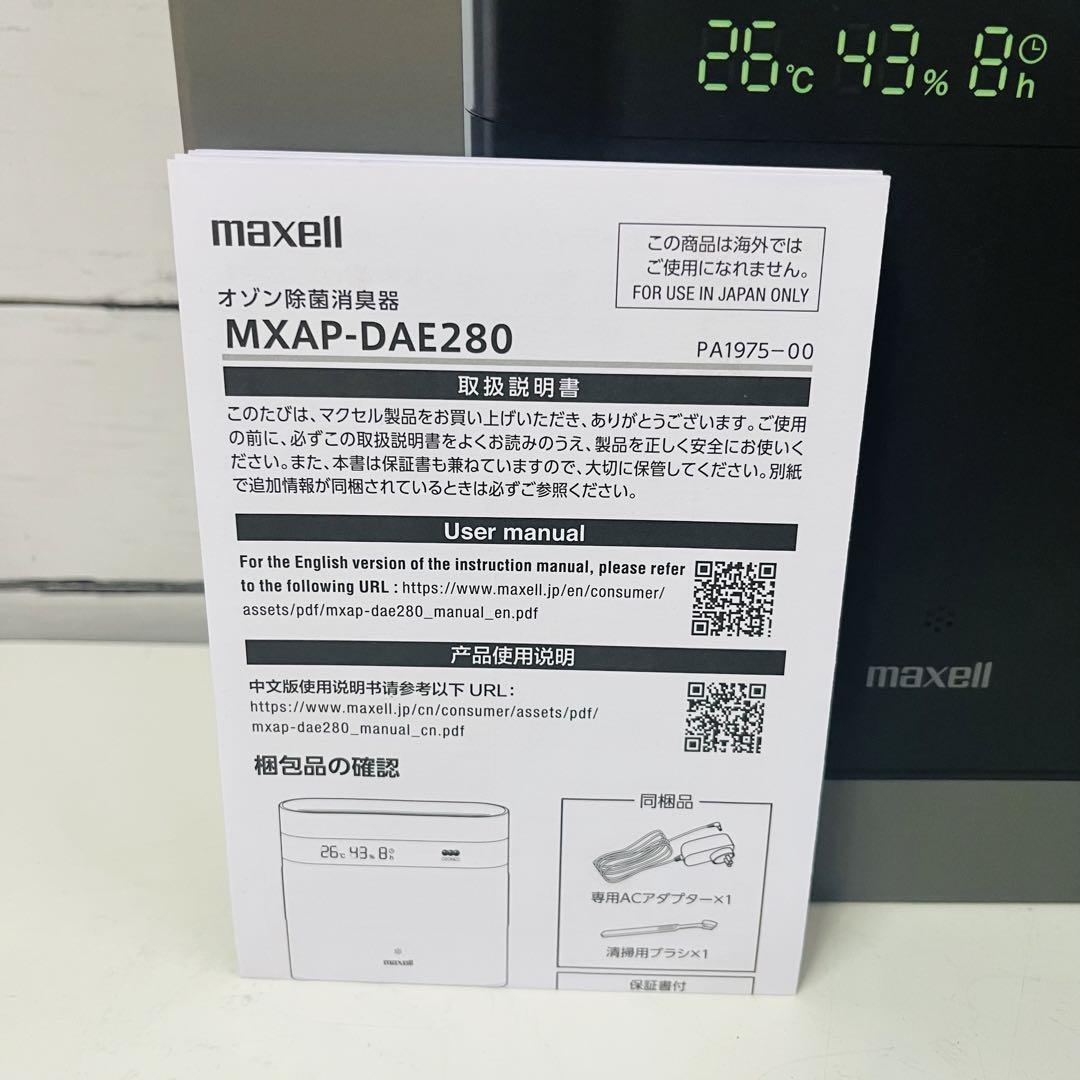 26℃ 43% 8h
maxell
この商品は海外では
ご使用になれません。
FOR USE IN JAPAN ONLY
オゾン除菌消臭器
MXAP-DAE280
PA1975-00
取扱説明書
このたびは、マクセル製品をお買い上げいただき、ありがとうございます。ご使用
の前に、必ずこの取扱説明書をよくお読みのうえ、製品を正しく安全にお使いく
ださい。また、本書は保証書も兼ねていますので、大切に保管してください。別紙
で追加情報が同梱されているときは必ずご参照ください。
User manual
For the English version of the instruction manual, please refer
to the following URL : https://www.maxell.jp/en/consumer/
assets/pdf/mxap-dae280_manual_en.pdf
产品使用说明
中文版使用说明书请参考以下 URL：
https://www.maxell.jp/cn/consumer/assets/pdf/
mxap-dae280_manual_cn.pdf
梱包品の確認
26℃ 43% 8h
maxell
同梱品
専用ACアダプター×1
清掃用ブラシ×1
保証書付
maxell